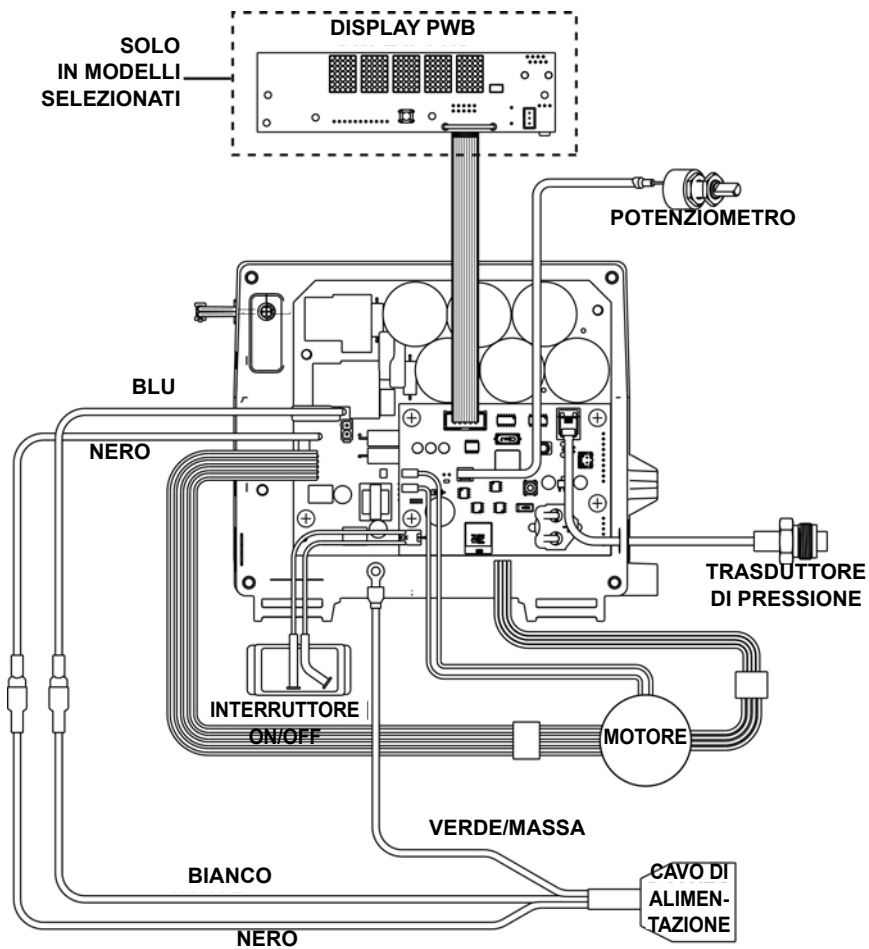 DISPLAY PWB
SOLO
IN MODELLI
SELEZIONATI
POTENZIOMETRO
BLU
NERO
TRASDUTTORE
DI PRESSIONE
INTERRUTTORE
ON/OFF
MOTORE
VERDE/MASSA
BIANCO
CAVO DI
ALIMEN-
TAZIONE
NERO